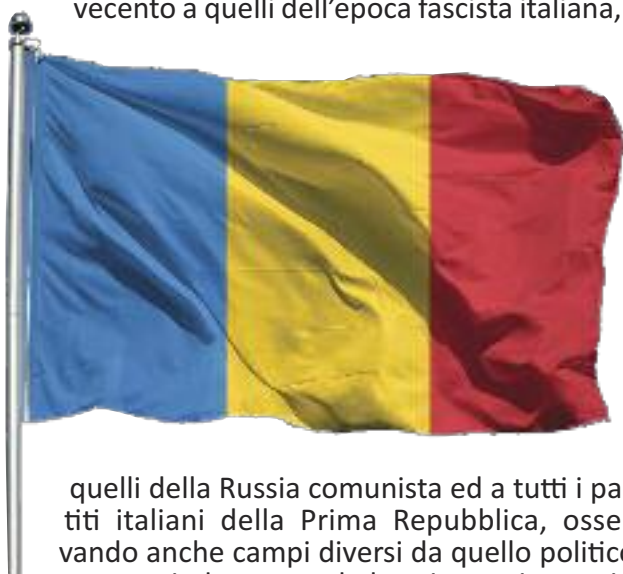 vecento a quelli dell’epoca fascista italiana,
quelli della Russia comunista ed a tutti i pa
titi italiani della Prima Repubblica, osse
vando anche campi diversi da quello politico